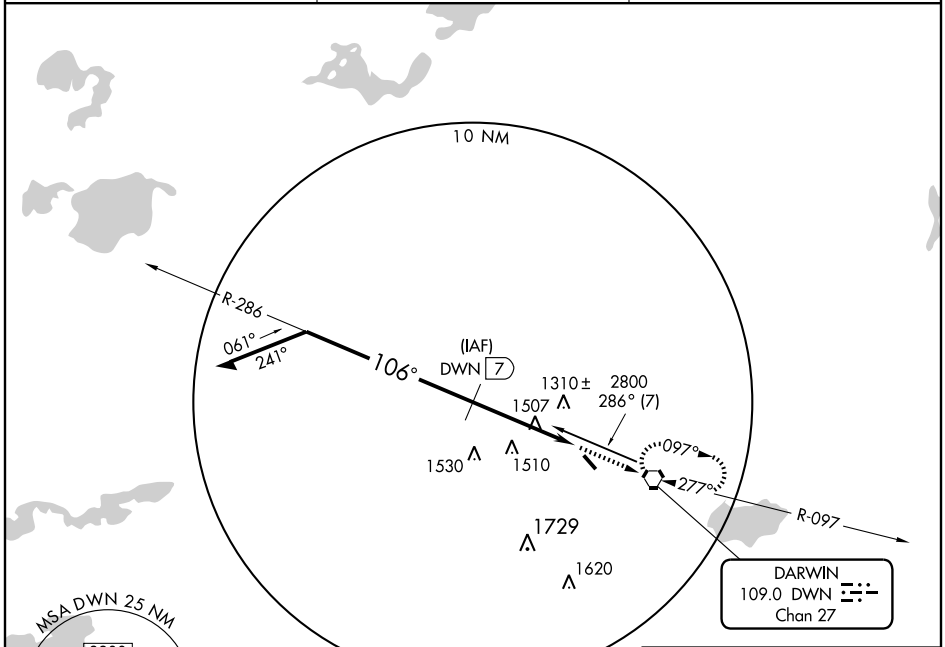 10 NM
R-286
061°
241°
106°
(IAF)
DWN 7
1310 ±
2800
286° (7)
1507
1530
1510
097°
277°
R-097
1729
1620
DARWIN
109.0 DWN
Chan 27
MSA DWN 25 NM